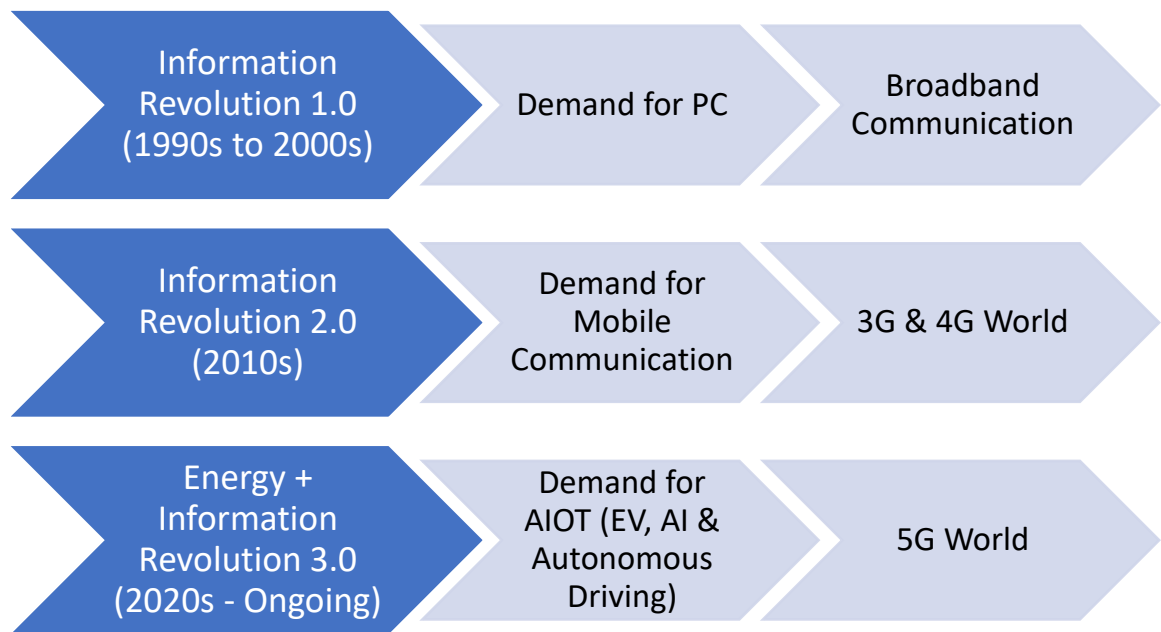 Information
Revolution 1.0
(1990s to 2000s)
Demand for PC
Broadband
Communication
Information
Revolution 2.0
(2010s)
Demand for
Mobile
Communication
3G & 4G World
Energy +
Information
Revolution 3.0
(2020s - Ongoing)
Demand for
AIOT (EV, AI &
Autonomous
Driving)
5G World